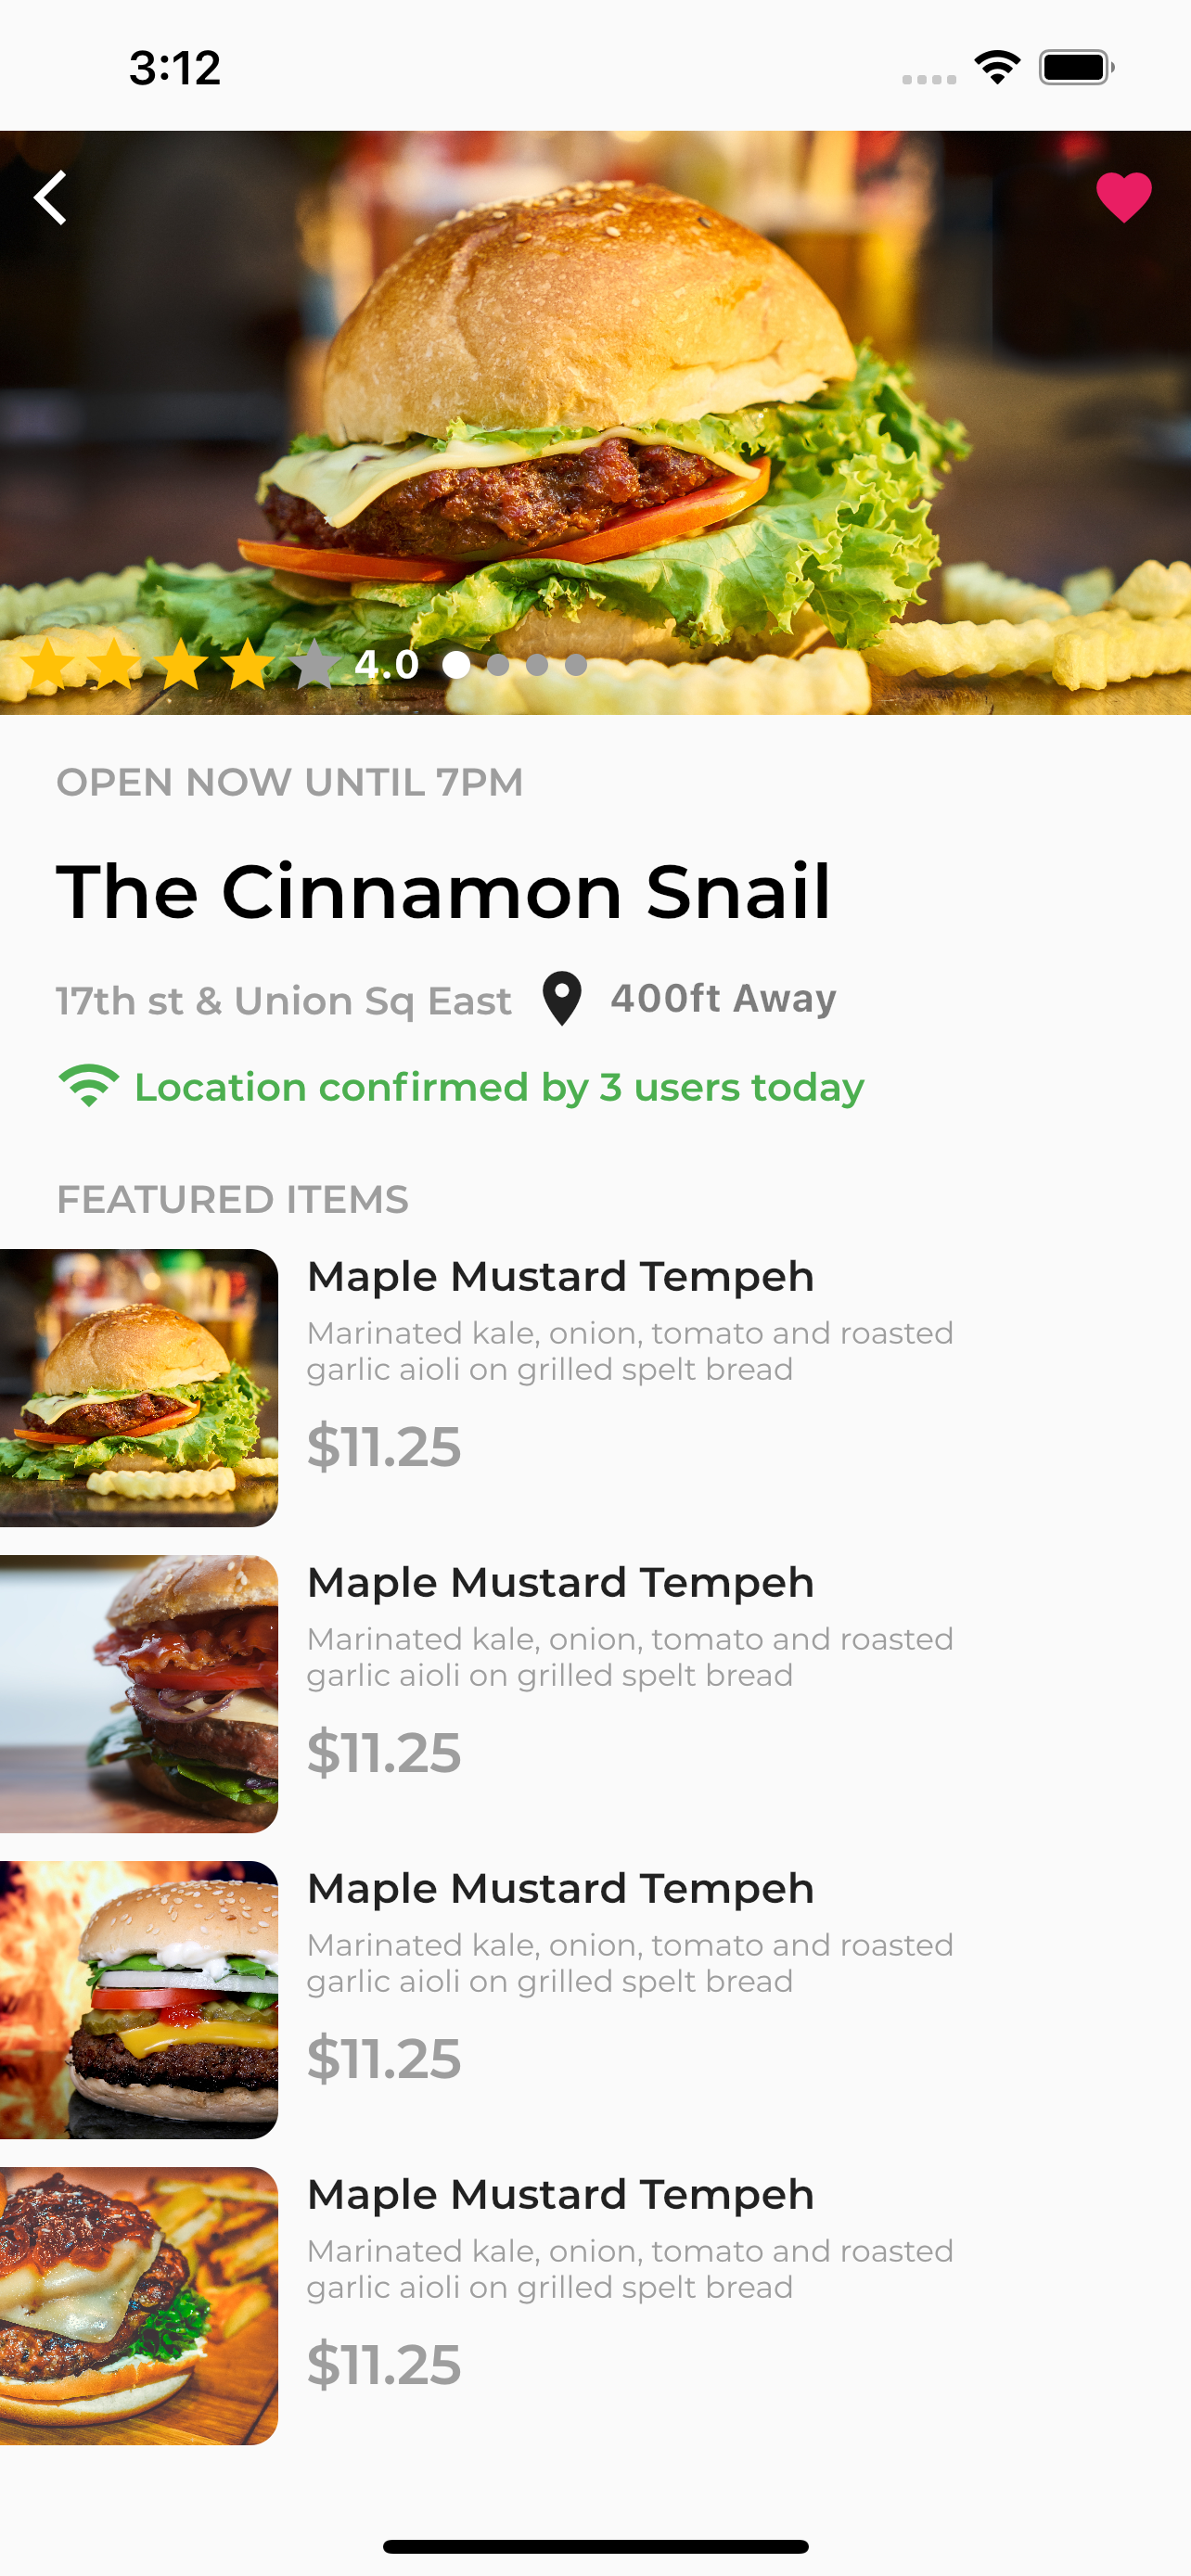 3:12
4.0
OPEN NOW UNTIL 7PM
The Cinnamon Snail
17th st & Union Sq East 400ft Away
Location confirmed by 3 users today
FEATURED ITEMS
Maple Mustard Tempeh
Marinated kale, onion, tomato and roasted
garlic aioli on grilled spelt bread
$11.25
Maple Mustard Tempeh
Marinated kale, onion, tomato and roasted
garlic aioli on grilled spelt bread
$11.25
Maple Mustard Tempeh
Marinated kale, onion, tomato and roasted
garlic aioli on grilled spelt bread
$11.25
Maple Mustard Tempeh
Marinated kale, onion, tomato and roasted
garlic aioli on grilled spelt bread
$11.25